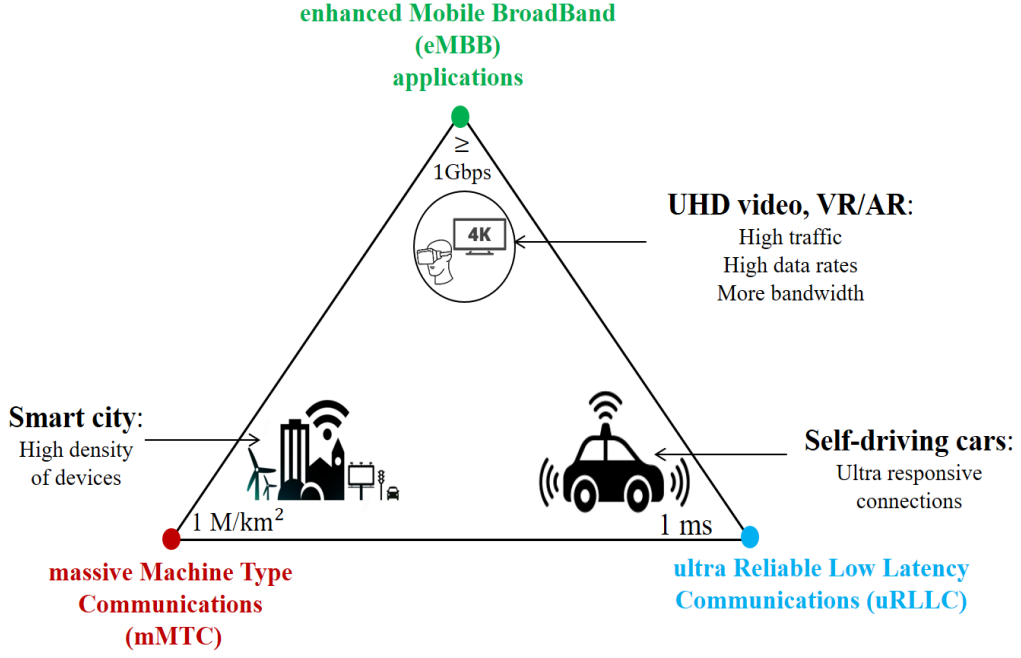 enhanced Mobile BroadBand
(eMBB)
applications
≥
1Gbps
4K
UHD video, VR/AR:
High traffic
High data rates
More bandwidth
Smart city:
High density
of devices
Self-driving cars:
Ultra responsive
connections
1 M/km²
1 ms
massive Machine Type
Communications
(mMTC)
ultra Reliable Low Latency
Communications (uRLLC)